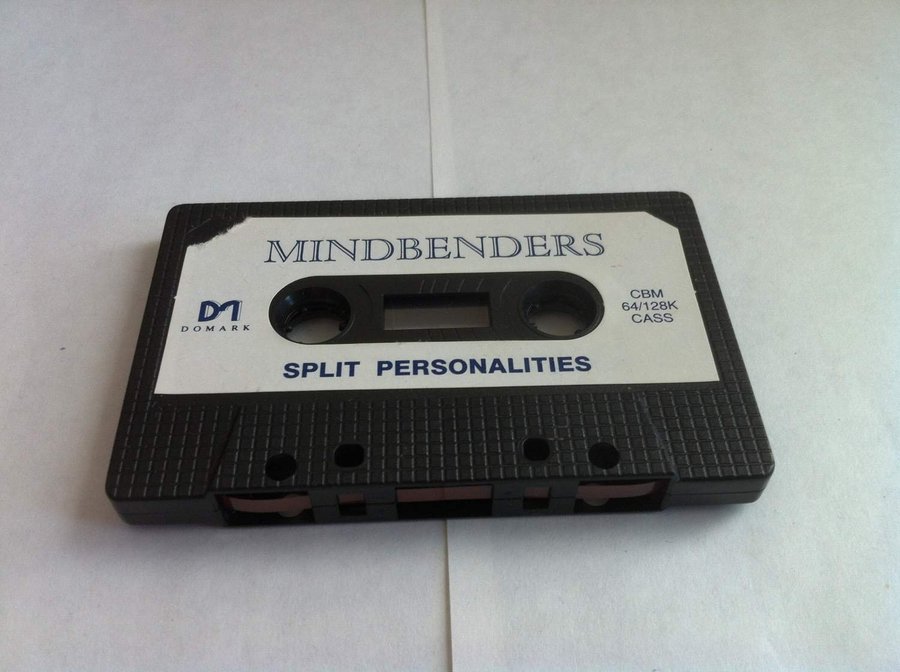 MINDBENDERS
DOMARK
CBM
64/128K
CASS
SPLIT PERSONALITIES